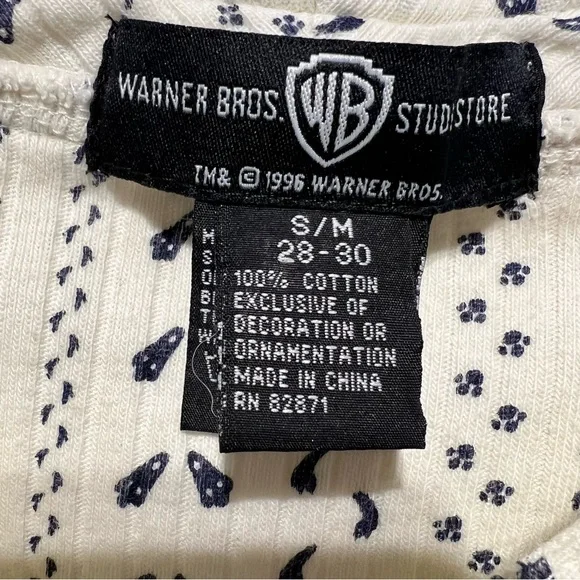 WARNER BROS. WB STUDI STORE
TM& © 1996 WARNER BROS.
S/M
28-30
100% COTTON
EXCLUSIVE OF
DECORATION OR
ORNAMENTATION
MADE IN CHINA
RN 82871